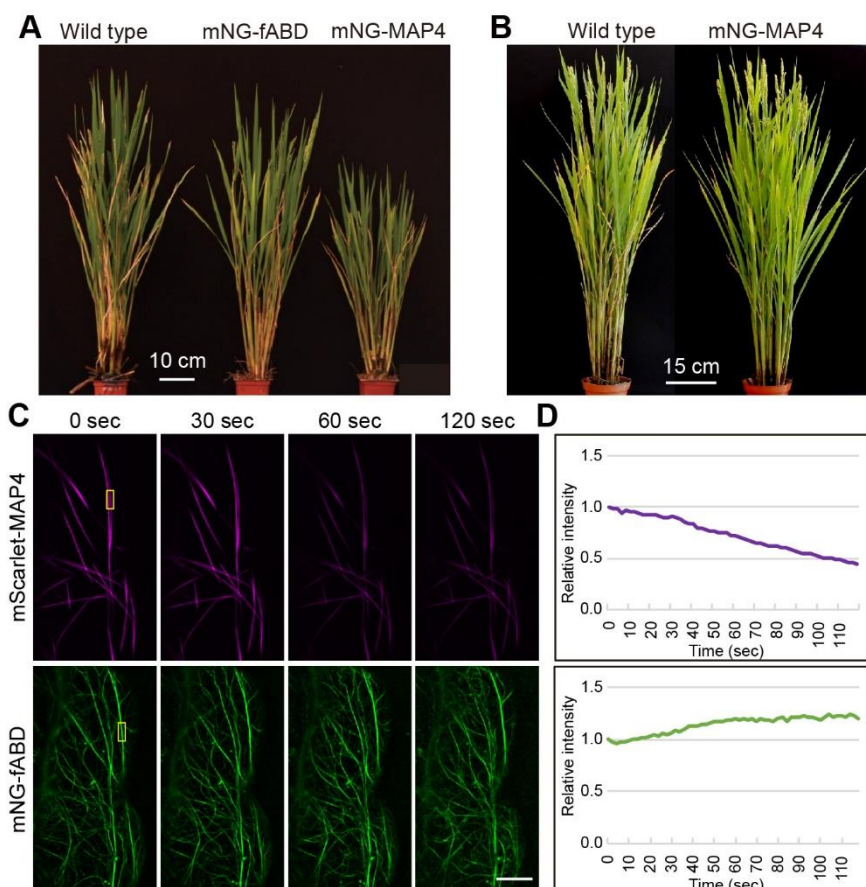 A
Wild type mNG-fABD mNG-MAP4
10 cm
B
Wild type mNG-MAP4
15 cm
C
0 sec 30 sec 60 sec 120 sec
mScarlet-MAP4
mNG-fABD
D
1.5
1.0
0.5
0.0
Relative intensity
0 10 20 30 40 50 60 70 80 90 100 110
Time (sec)
1.5
1.0
0.5
0.0
Relative intensity
0 10 20 30 40 50 60 70 80 90 100 110
Time (sec)